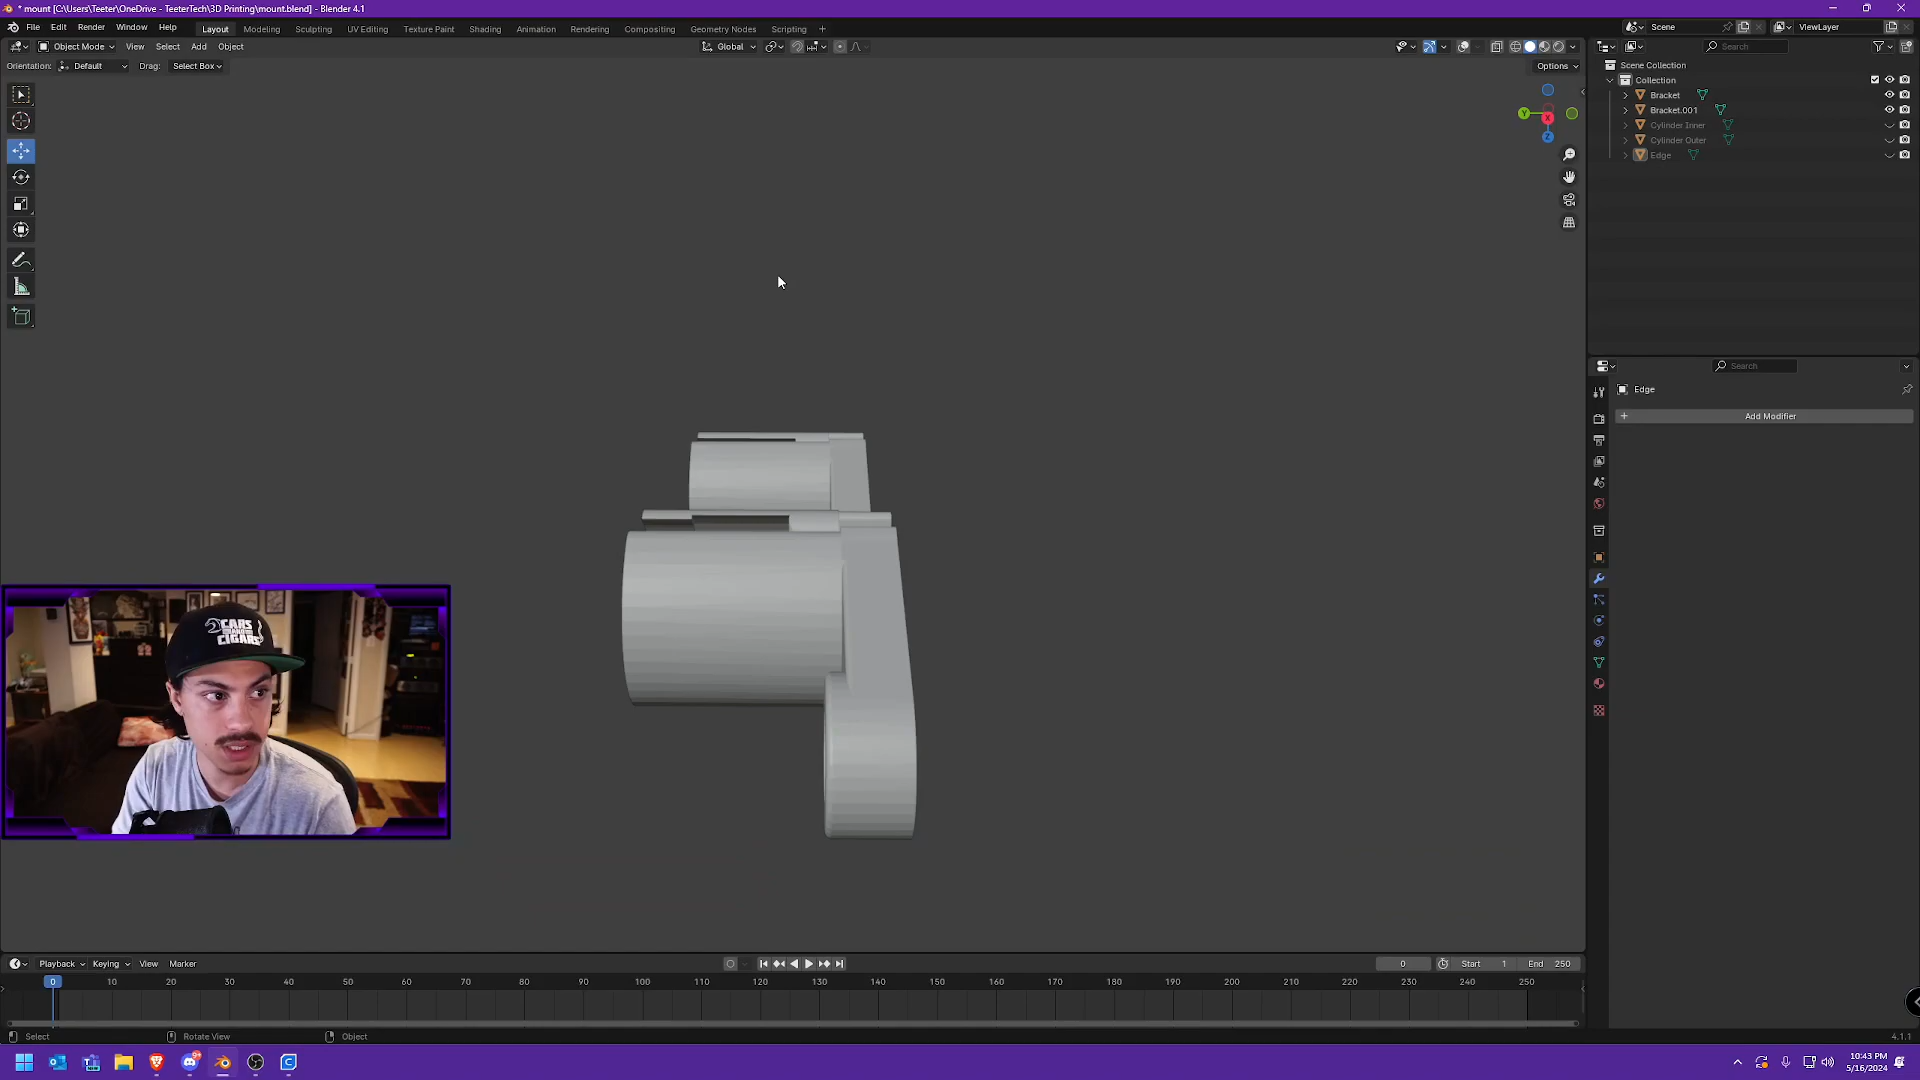 * mount [C:\Users\Teeter\OneDrive - TeeterTech\3D Printing\mount.blend] - Blender 4.1
File Edit Render Window Help Layout Modeling Sculpting UV Editing Texture Paint Shading Animation Rendering Compositing Geometry Nodes Scripting + Scene ViewLayer
Object Mode View Select Add Object Global Search
Orientation: Default Drag: Select Box Options
Scene Collection
Collection
Bracket
Bracket.001
Cylinder Inner
Cylinder Outer
Edge
Y X Z
Search
Edge
+ Add Modifier
CARS
AND
CIGARS
Playback Keying View Marker 0 Start 1 End 250
0 10 20 30 40 50 60 70 80 90 100 110 120 130 140 150 160 170 180 190 200 210 220 230 240 250
Select Rotate View Object 4.1.1
10:43 PM
5/16/2024